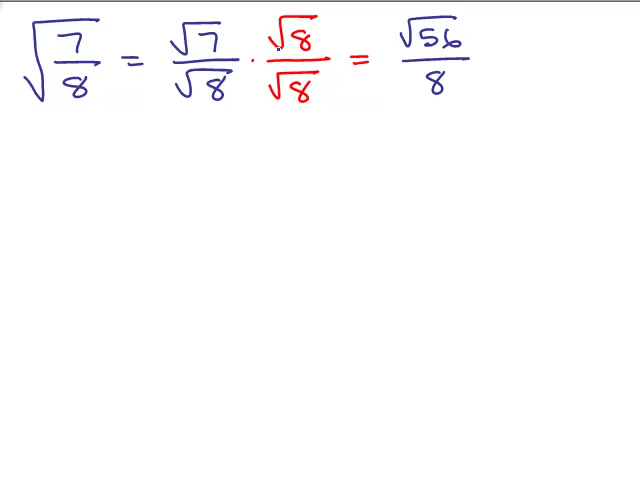 √(7/8) = √7/√8 · √8/√8 = √56/8